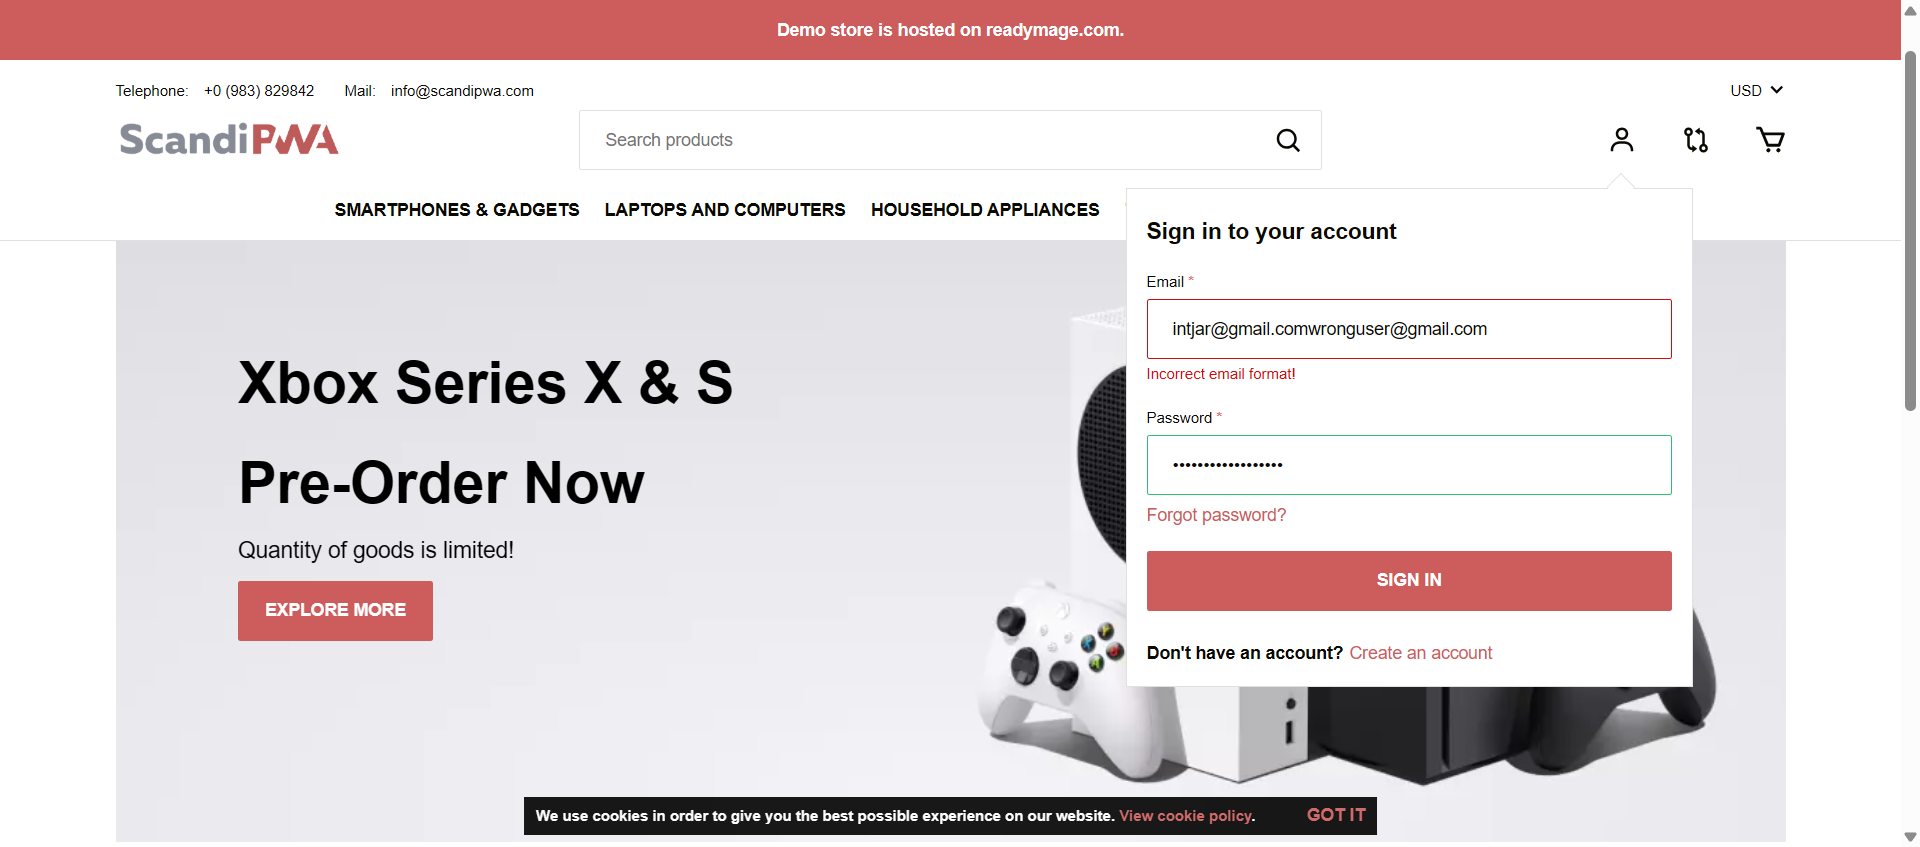 Demo store is hosted on readymage.com.
Telephone: +0 (983) 829842 Mail: info@scandipwa.com
USD
ScandiPWA
Search products
SMARTPHONES & GADGETS LAPTOPS AND COMPUTERS HOUSEHOLD APPLIANCES
Sign in to your account
Email *
intjar@gmail.comwronguser@gmail.com
Incorrect email format!
Password *
••••••••••••••••••
Forgot password?
SIGN IN
Don't have an account? Create an account
Xbox Series X & S
Pre-Order Now
Quantity of goods is limited!
EXPLORE MORE
X
Y
A
B
We use cookies in order to give you the best possible experience on our website. View cookie policy.
GOT IT